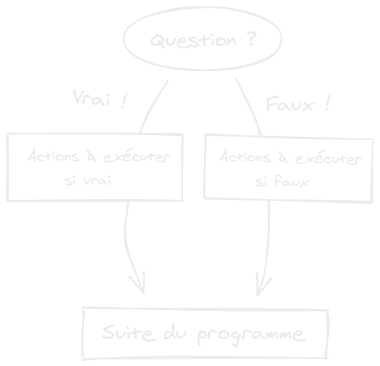 Question ?
Vrai !
Faux !
Actions à exécuter
si vrai
Actions à exécuter
si faux
Suite du programme